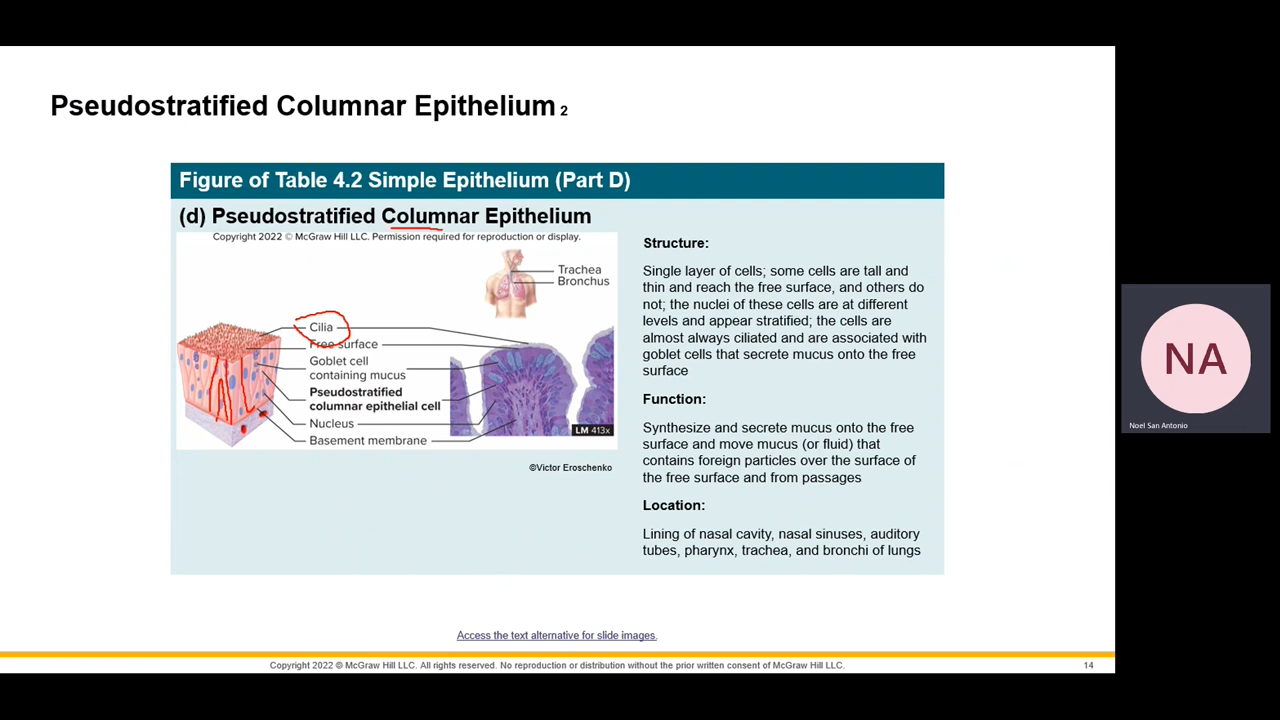 Pseudostratified Columnar Epithelium 2
Figure of Table 4.2 Simple Epithelium (Part D)
(d) Pseudostratified Columnar Epithelium
Copyright 2022 © McGraw Hill LLC. Permission required for reproduction or display.
Trachea
Bronchus
Cilia
Free surface
Goblet cell
containing mucus
Pseudostratified
columnar epithelial cell
Nucleus
Basement membrane
LM 413x
©Victor Eroschenko
Structure:
Single layer of cells; some cells are tall and
thin and reach the free surface, and others do
not; the nuclei of these cells are at different
levels and appear stratified; the cells are
almost always ciliated and are associated with
goblet cells that secrete mucus onto the free
surface
Function:
Synthesize and secrete mucus onto the free
surface and move mucus (or fluid) that
contains foreign particles over the surface of
the free surface and from passages
Location:
Lining of nasal cavity, nasal sinuses, auditory
tubes, pharynx, trachea, and bronchi of lungs
Access the text alternative for slide images.
Copyright 2022 © McGraw Hill LLC. All rights reserved. No reproduction or distribution without the prior written consent of McGraw Hill LLC.
14
NA
Noel San Antonio